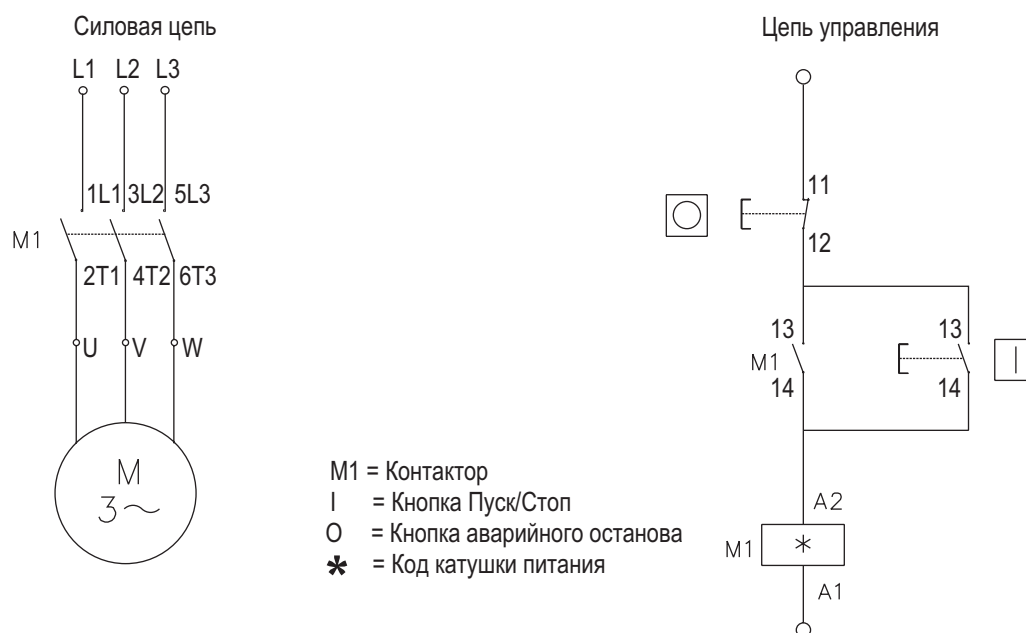 Силовая цепь
L1 L2 L3
1L1 3L2 5L3
M1
2T1 4T2 6T3
U V W
M
3~
M1 = Контактор
I = Кнопка Пуск/Стоп
O = Кнопка аварийного останова
* = Код катушки питания
Цепь управления
11
12
13 13
M1
14 14
A2
M1 *
A1